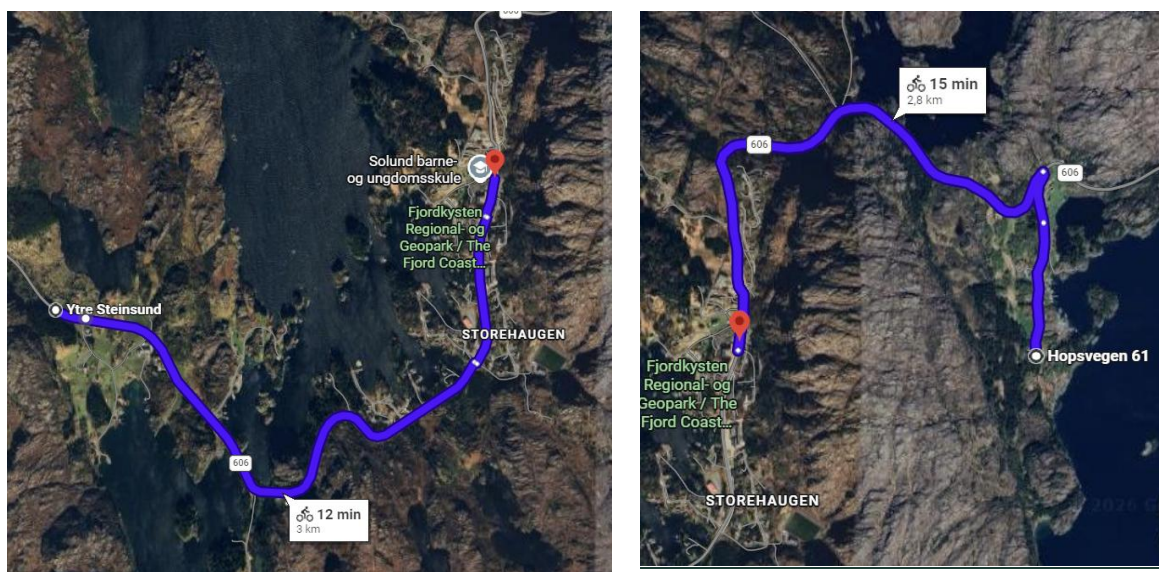 Solund barne-
og ungdomsskule
Fjordkysten
Regional- og
Geopark / The
Fjord Coast...
Ytre Steinsund
STOREHAUGEN
606
12 min
3 km
15 min
2,8 km
606
606
Fjordkysten
Regional- og
Geopark / The
Fjord Coast...
Hopsvegen 61
STOREHAUGEN